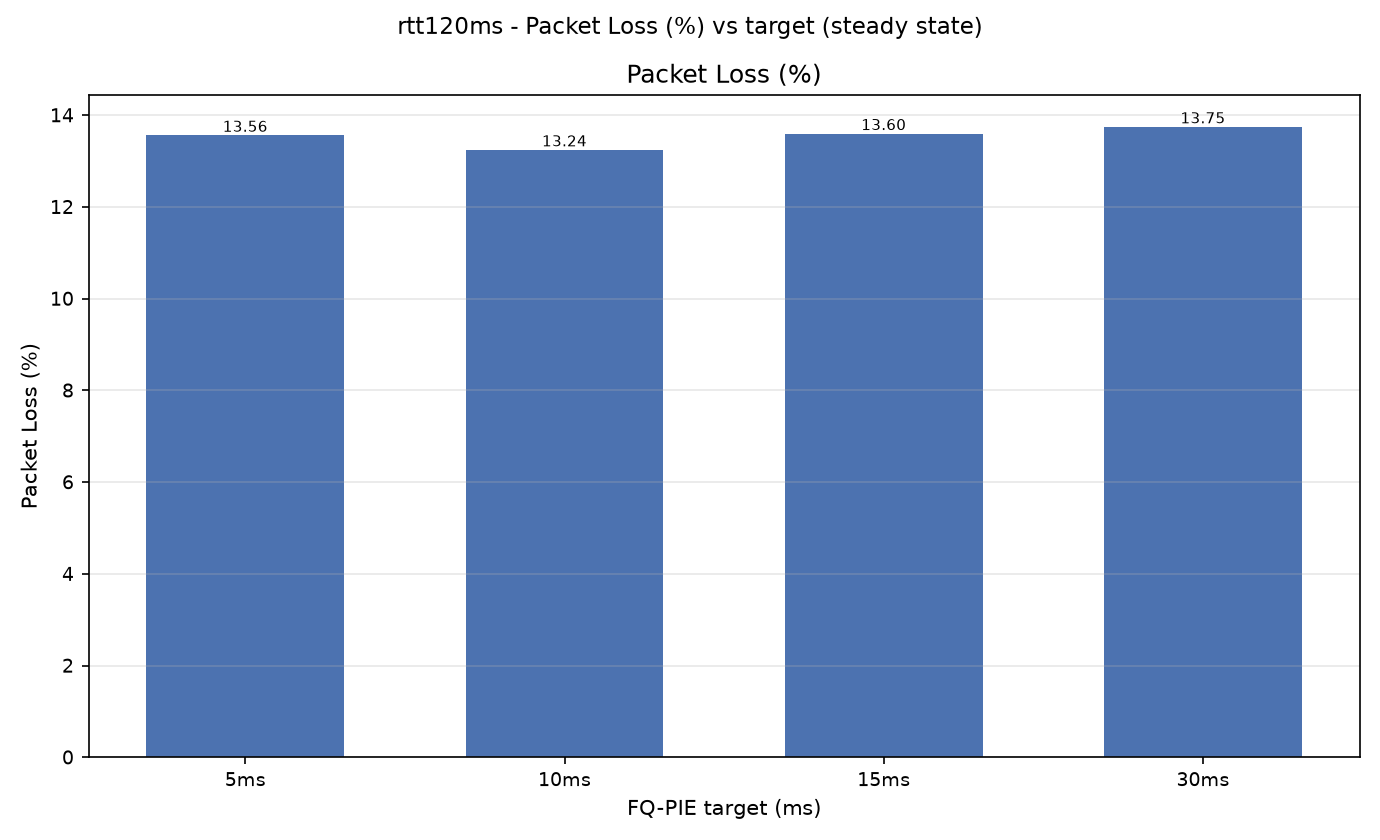 rtt120ms - Packet Loss (%) vs target (steady state)
Packet Loss (%)
14
12
10
8
6
4
2
0
Packet Loss (%)
13.56
13.24
13.60
13.75
5ms
10ms
15ms
30ms
FQ-PIE target (ms)